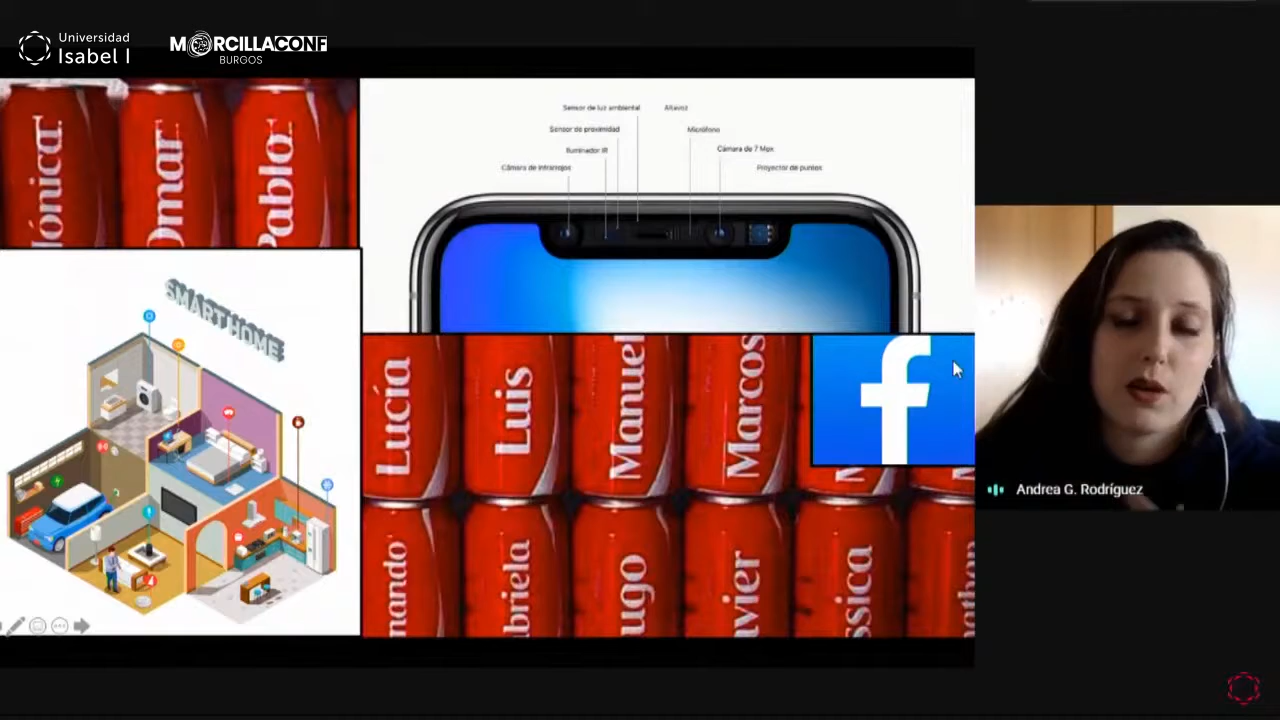 Universidad
Isabel I
MORCILLACONF
BURGOS
ónica
Omar
Pablo
Sensor de luz ambiental
Altavoz
Sensor de proximidad
Micrófono
Iluminador IR
Cámara de 7 Mpx
Cámara de infrarrojos
Proyector de puntos
SMART HOME
Lucía
Luis
Manuel
Marcos
f
nando
briela
ugo
vier
ssica
Andrea G. Rodríguez